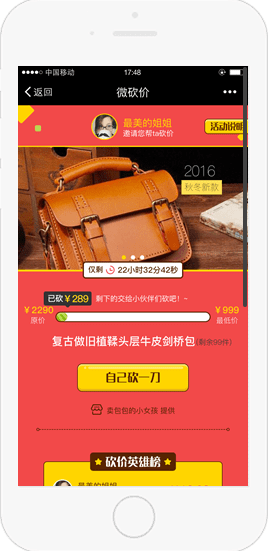 中国移动 17:48
返回 微砍价 •••
最美的姐姐
邀请您帮ta砍价
活动说明
2016
秋冬新款
仅剩 22小时32分42秒
已砍 ¥ 289 剩下的交给小伙伴们砍吧！~
¥ 2290 ¥ 999
原价 最低价
复古做旧植鞣头层牛皮剑桥包(剩余99件)
自己砍一刀
卖包包的小女孩 提供
★ 砍价英雄榜 ★
最美的姐姐